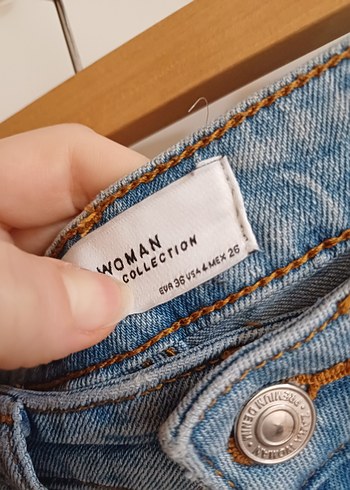 WOMAN
COLLECTION
EUR 36 USA 4 MEX 26